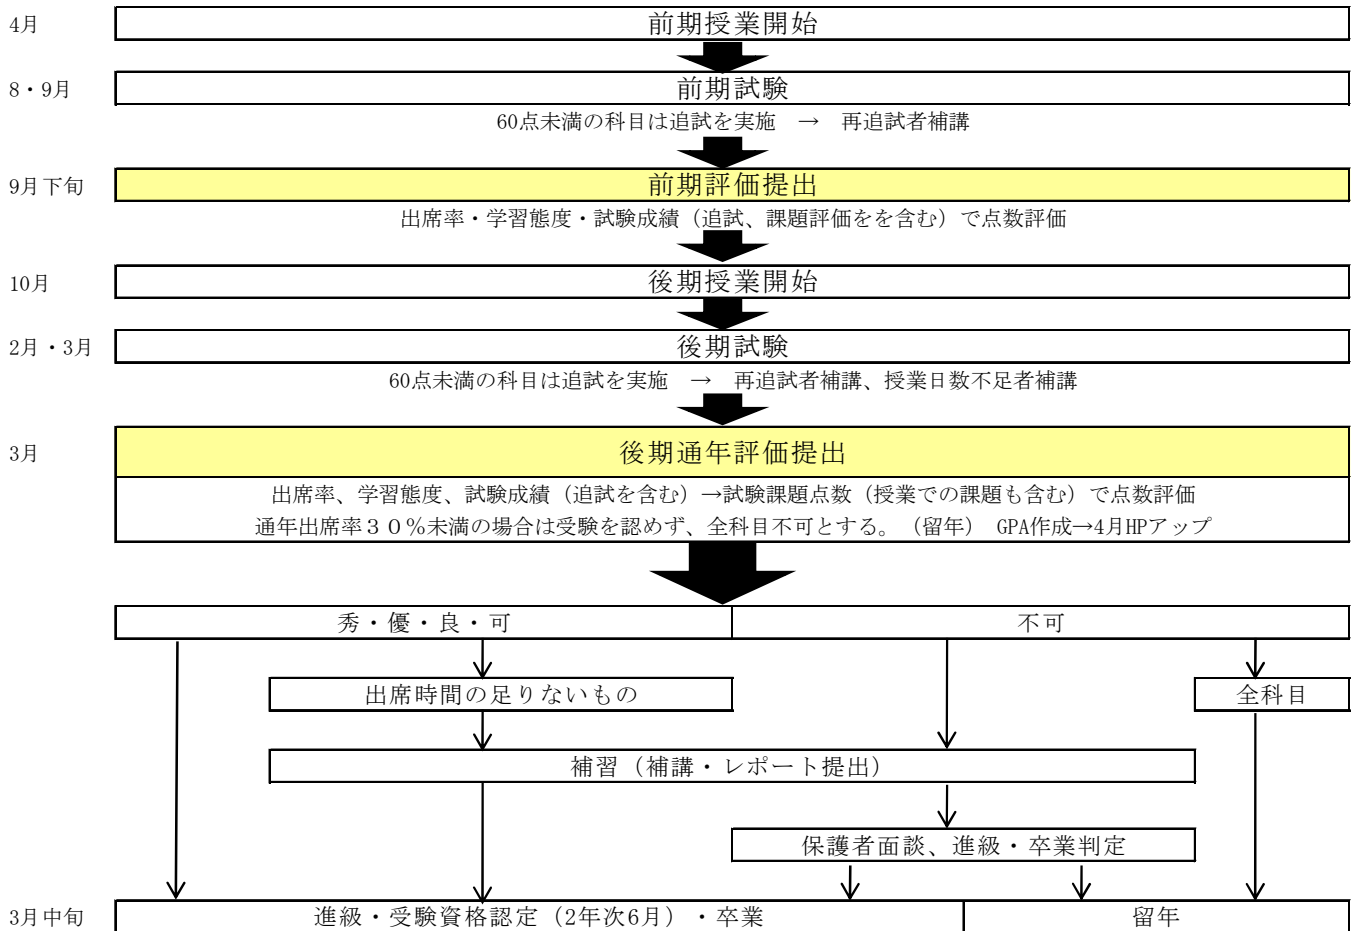 4月 前期授業開始
8・9月 前期試験
60点未満の科目は追試を実施　→　再追試者補講
9月下旬 前期評価提出
出席率・学習態度・試験成績（追試、課題評価をを含む）で点数評価
10月 後期授業開始
2月・3月 後期試験
60点未満の科目は追試を実施　→　再追試者補講、授業日数不足者補講
3月 後期通年評価提出
出席率、学習態度、試験成績（追試を含む）→試験課題点数（授業での課題も含む）で点数評価
通年出席率３０％未満の場合は受験を認めず、全科目不可とする。（留年）　GPA作成→4月HPアップ
秀・優・良・可 不可
出席時間の足りないもの 全科目
補習（補講・レポート提出）
保護者面談、進級・卒業判定
3月中旬 進級・受験資格認定（2年次6月）・卒業 留年